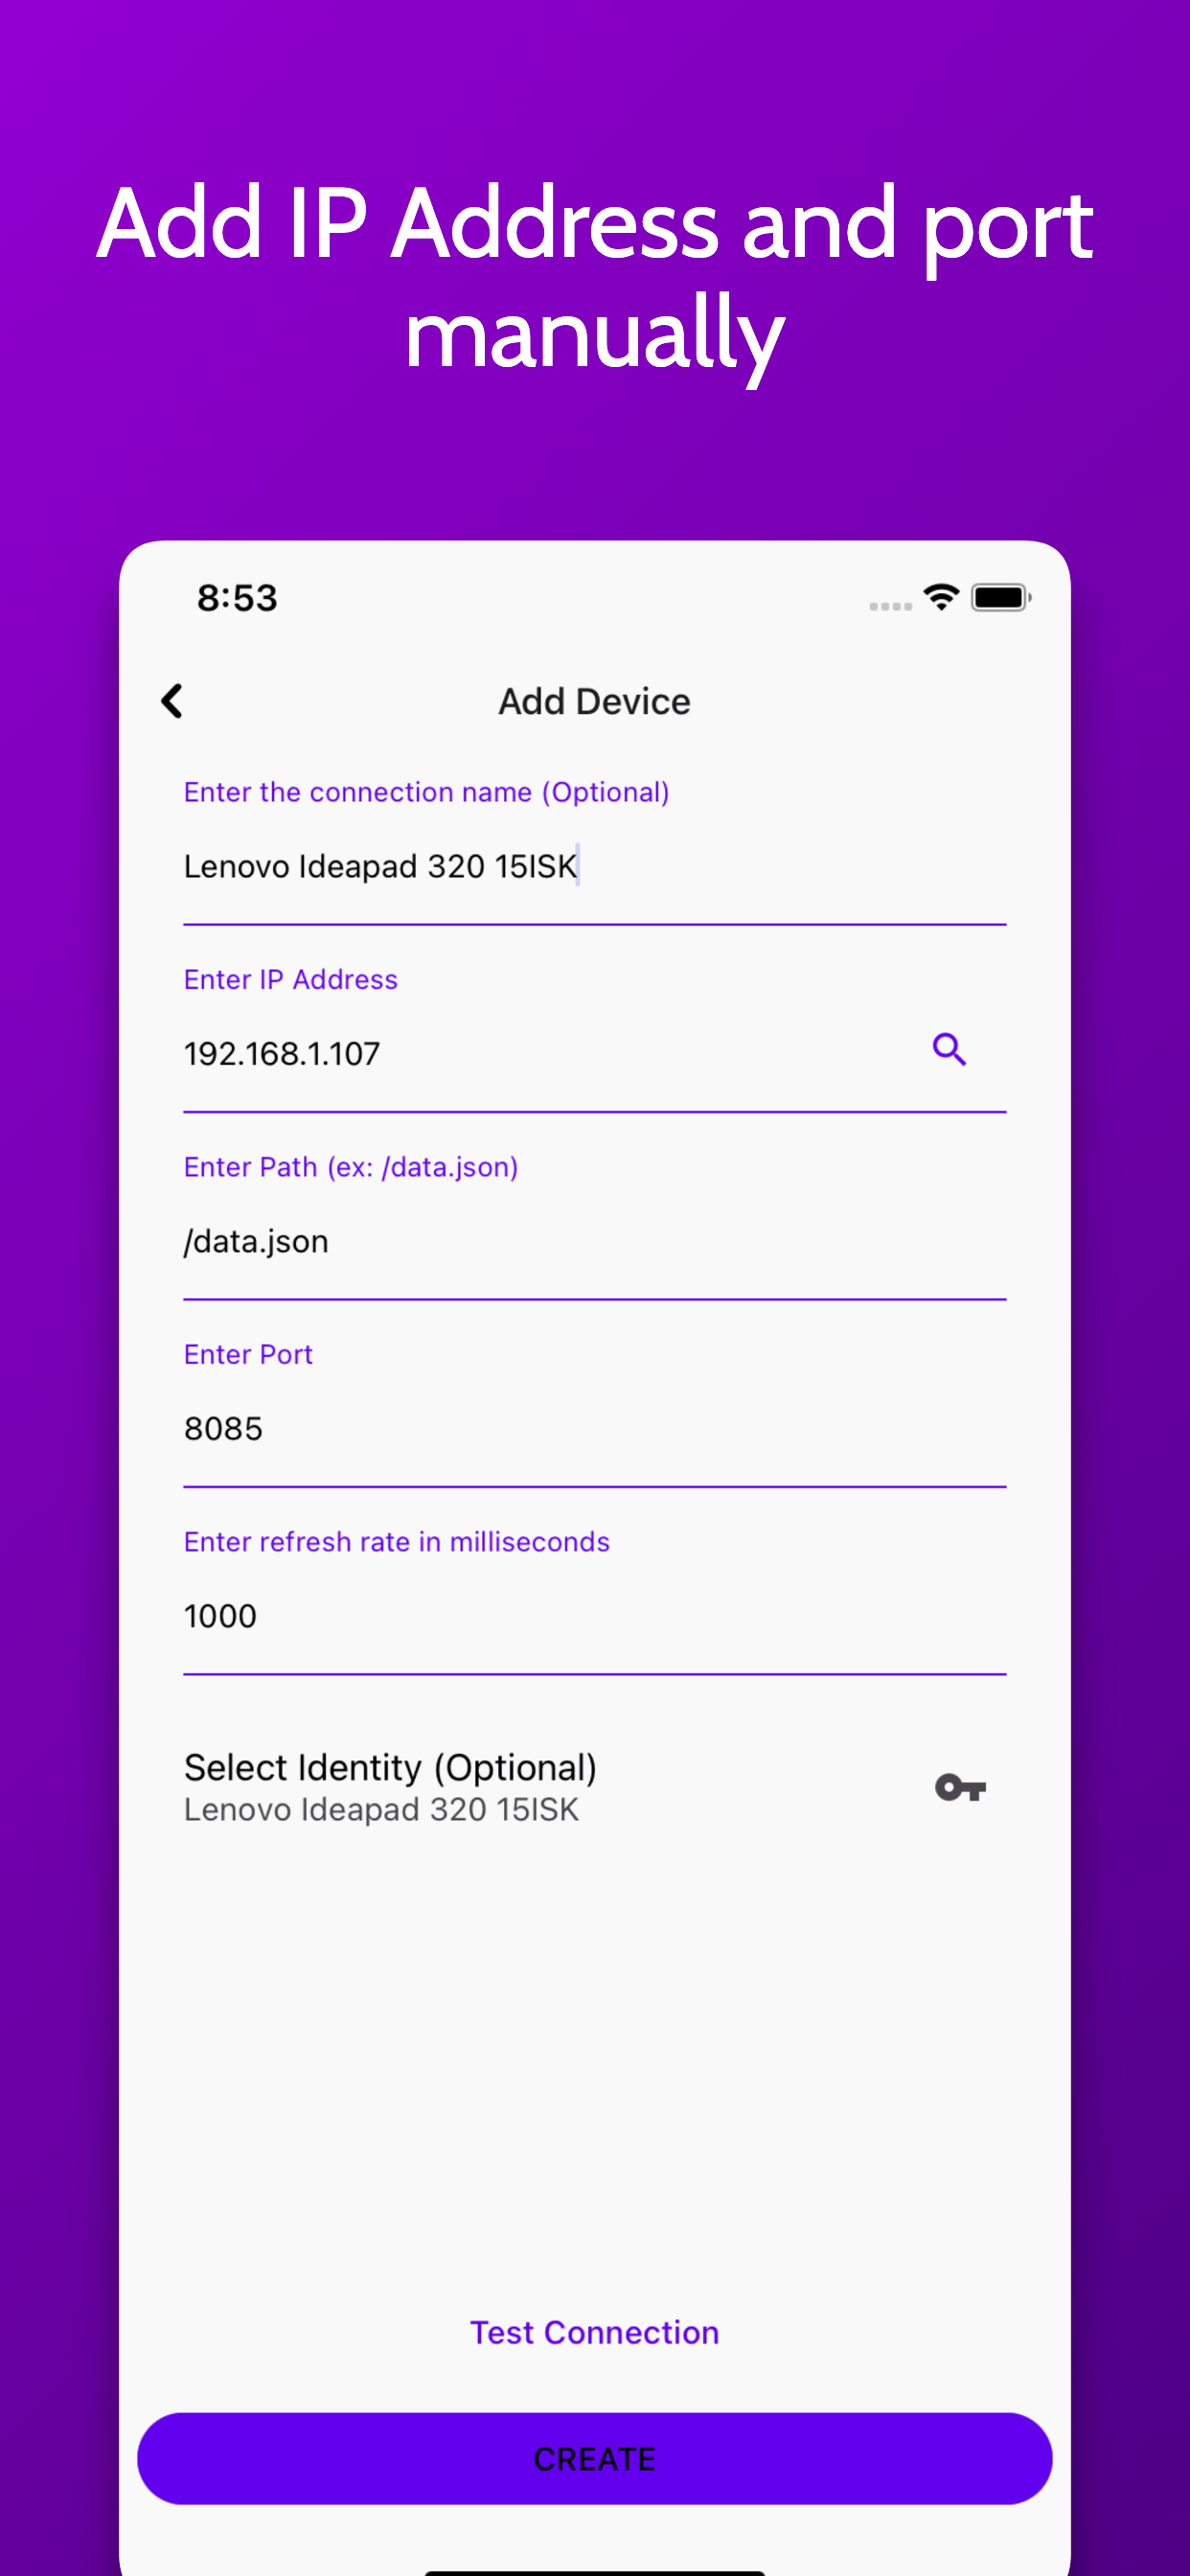 Add IP Address and port
manually
8:53
Add Device
Enter the connection name (Optional)
Lenovo Ideapad 320 15ISK
Enter IP Address
192.168.1.107
Enter Path (ex: /data.json)
/data.json
Enter Port
8085
Enter refresh rate in milliseconds
1000
Select Identity (Optional)
Lenovo Ideapad 320 15ISK
Test Connection
CREATE